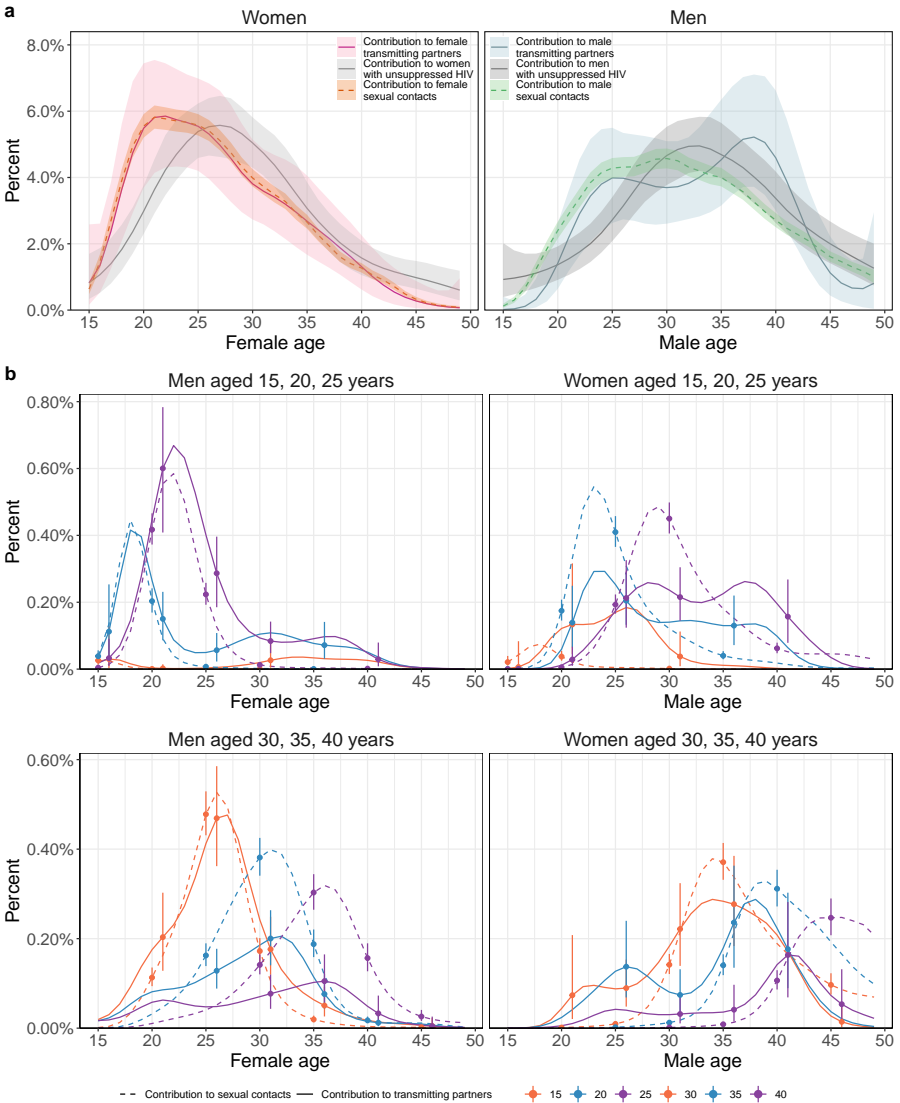 a
Women
Men
8.0%
6.0%
4.0%
2.0%
0.0%
Percent
Contribution to female
transmitting partners
Contribution to women
with unsuppressed HIV
Contribution to female
sexual contacts
Contribution to male
transmitting partners
Contribution to men
with unsuppressed HIV
Contribution to male
sexual contacts
15 20 25 30 35 40 45 50
15 20 25 30 35 40 45 50
Female age
Male age
b
Men aged 15, 20, 25 years
Women aged 15, 20, 25 years
0.80%
0.60%
0.40%
0.20%
0.00%
Percent
15 20 25 30 35 40 45 50
15 20 25 30 35 40 45 50
Female age
Male age
Men aged 30, 35, 40 years
Women aged 30, 35, 40 years
0.60%
0.40%
0.20%
0.00%
Percent
15 20 25 30 35 40 45 50
15 20 25 30 35 40 45 50
Female age
Male age
Contribution to sexual contacts Contribution to transmitting partners 15 20 25 30 35 40